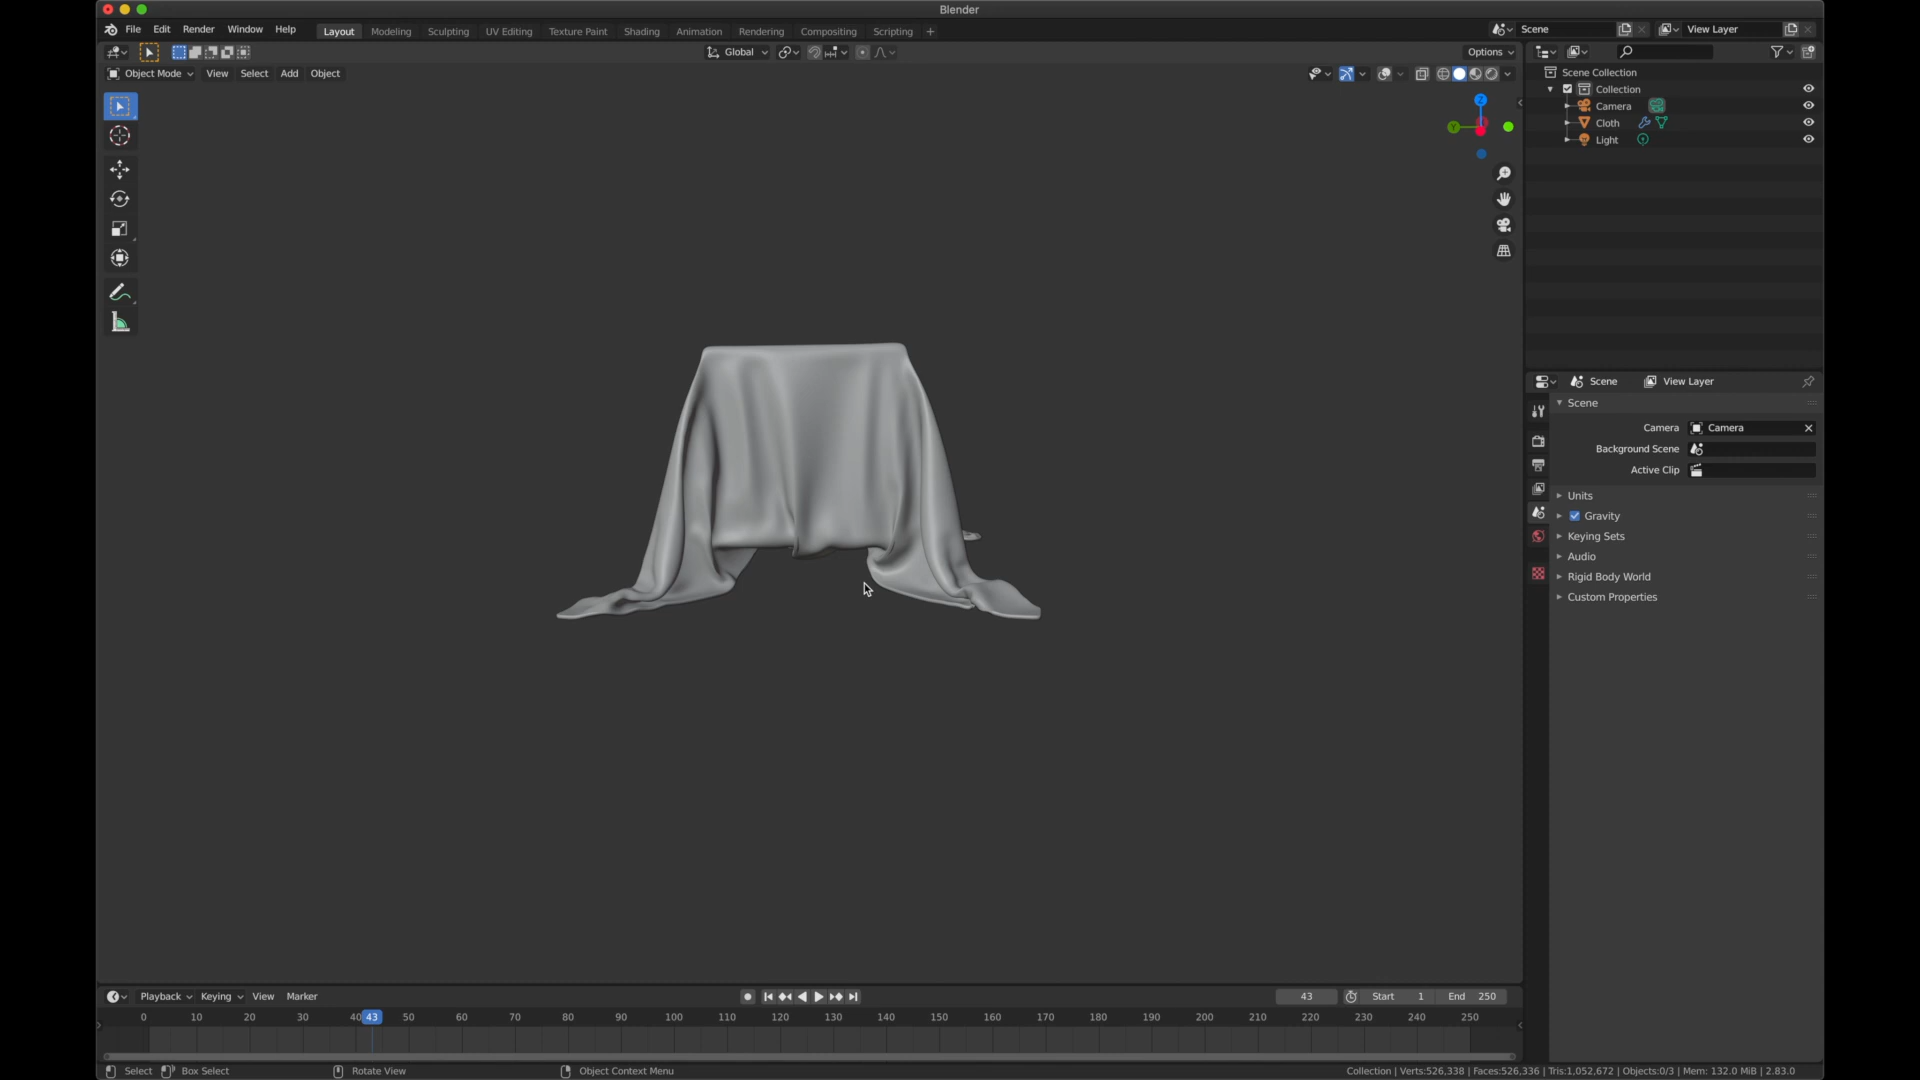 Blender
File Edit Render Window Help Layout Modeling Sculpting UV Editing Texture Paint Shading Animation Rendering Compositing Scripting + Scene View Layer
Global Options
Object Mode View Select Add Object
Z
Y
Scene Collection
Collection
Camera
Cloth
Light
Scene View Layer
Scene
Camera Camera
Background Scene
Active Clip
Units
Gravity
Keying Sets
Audio
Rigid Body World
Custom Properties
Playback Keying View Marker 43 Start 1 End 250
0 10 20 30 40 43 50 60 70 80 90 100 110 120 130 140 150 160 170 180 190 200 210 220 230 240 250
Select Box Select Rotate View Object Context Menu Collection | Verts:526,338 | Faces:526,336 | Tris:1,052,672 | Objects:0/3 | Mem: 132.0 MiB | 2.83.0